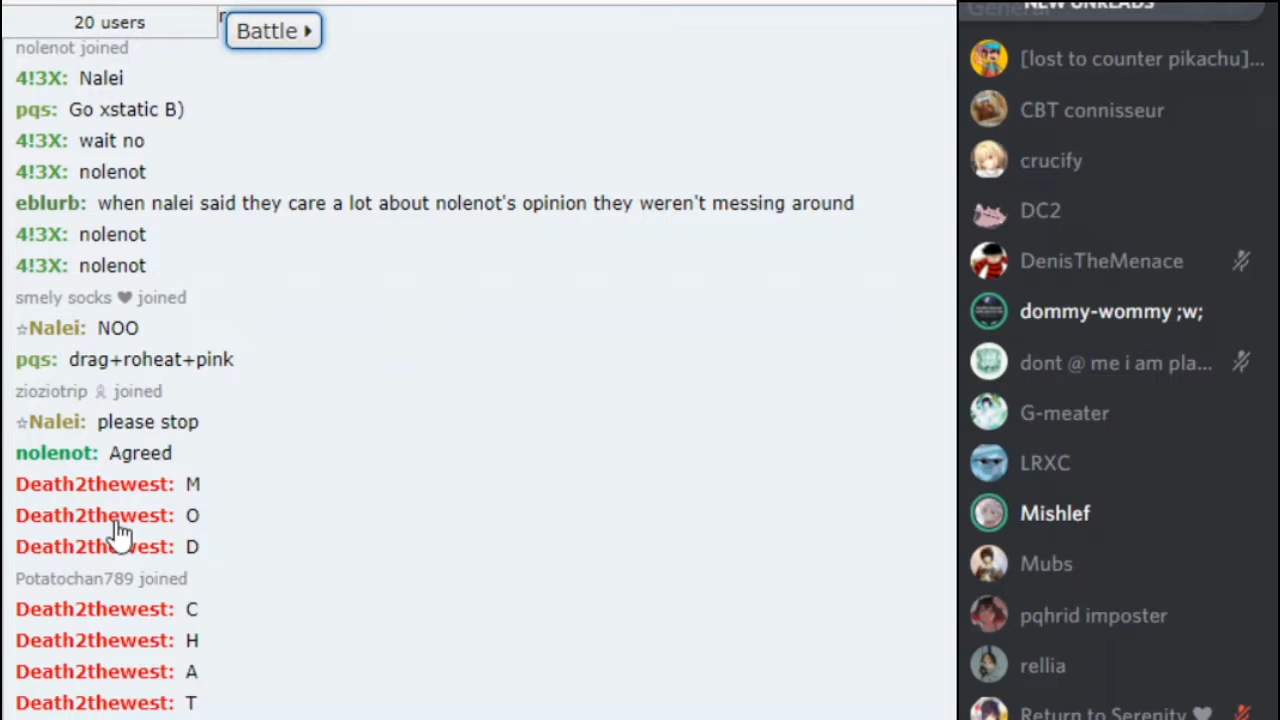 20 users
Battle
nolenot joined
4!3X: Nalei
pqs: Go xstatic B)
4!3X: wait no
4!3X: nolenot
eblurb: when nalei said they care a lot about nolenot's opinion they weren't messing around
4!3X: nolenot
4!3X: nolenot
smely socks ♥ joined
☆Nalei: NOO
pqs: drag+roheat+pink
zioziotrip 🎗 joined
☆Nalei: please stop
nolenot: Agreed
Death2thewest: M
Death2thewest: O
Death2thewest: D
Potatochan789 joined
Death2thewest: C
Death2thewest: H
Death2thewest: A
Death2thewest: T
General
NEW UNREADS
[lost to counter pikachu]...
CBT connisseur
crucify
DC2
DenisTheMenace
dommy-wommy ;w;
dont @ me i am pla...
G-meater
LRXC
Mishlef
Mubs
pqhrid imposter
rellia
Return to Serenity ♥